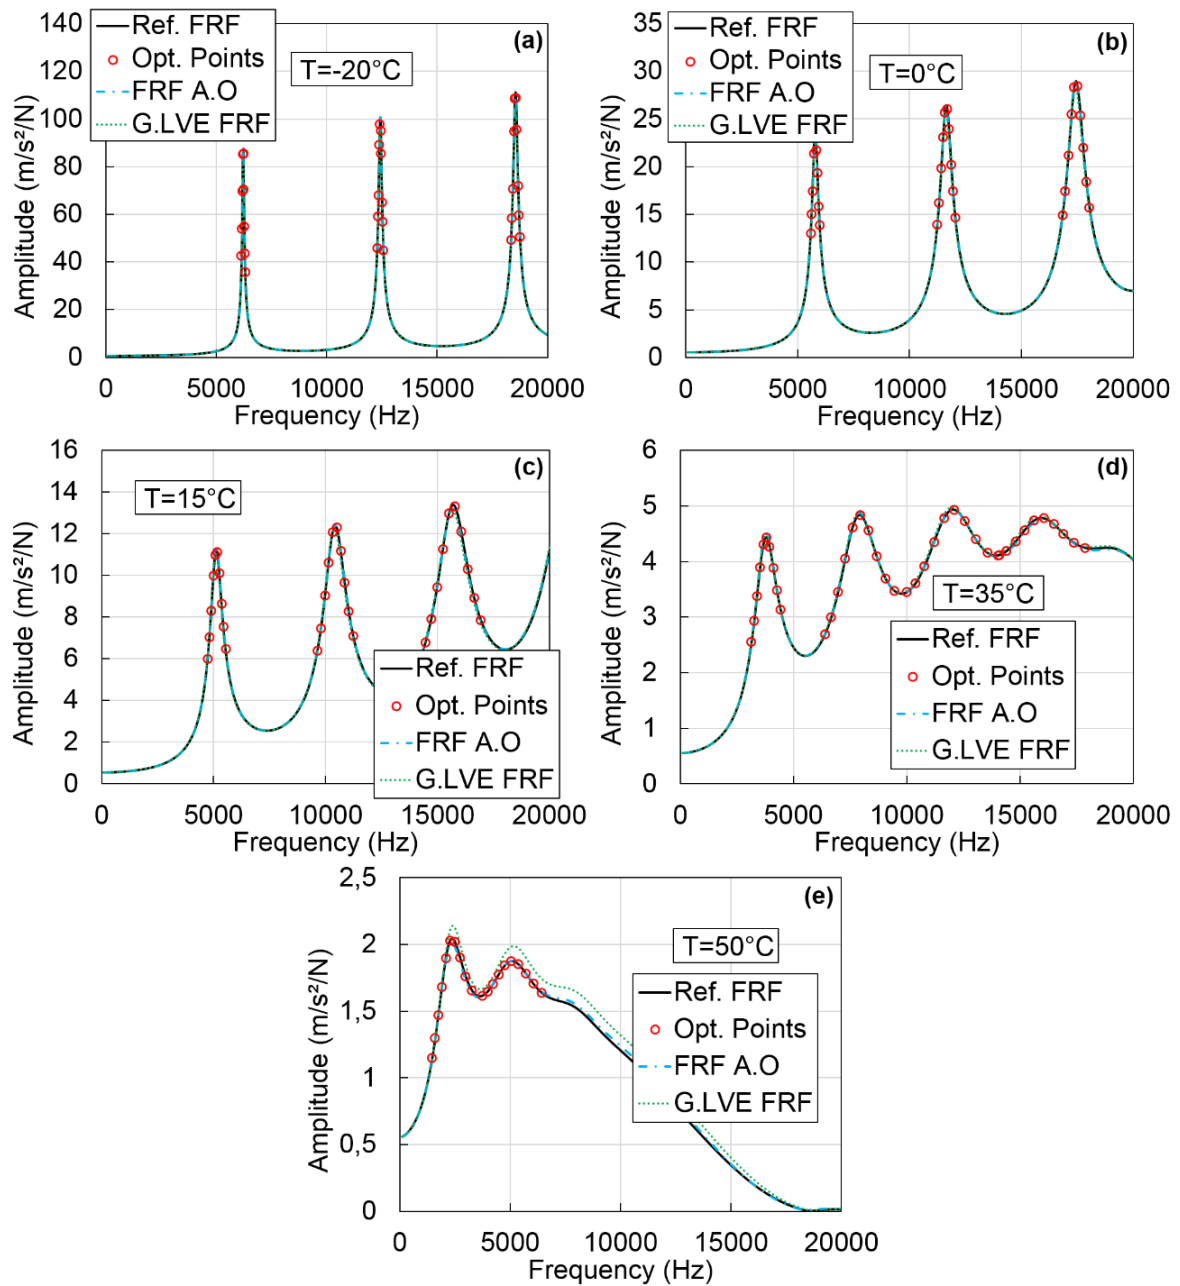 Amplitude (m/s²/N)
140
120
100
80
60
40
20
0
Ref. FRF
Opt. Points
FRF A.O
G.LVE FRF
(a)
T=-20°C
0 5000 10000 15000 20000
Frequency (Hz)
Amplitude (m/s²/N)
35
30
25
20
15
10
5
0
Ref. FRF
Opt. Points
FRF A.O
G.LVE FRF
(b)
T=0°C
0 5000 10000 15000 20000
Frequency (Hz)
Amplitude (m/s²/N)
16
14
12
10
8
6
4
2
0
(c)
T=15°C
Ref. FRF
Opt. Points
FRF A.O
G.LVE FRF
0 5000 10000 15000 20000
Frequency (Hz)
Amplitude (m/s²/N)
6
5
4
3
2
1
0
(d)
T=35°C
Ref. FRF
Opt. Points
FRF A.O
G.LVE FRF
0 5000 10000 15000 20000
Frequency (Hz)
Amplitude (m/s²/N)
2,5
2
1,5
1
0,5
0
(e)
T=50°C
Ref. FRF
Opt. Points
FRF A.O
G.LVE FRF
0 5000 10000 15000 20000
Frequency (Hz)